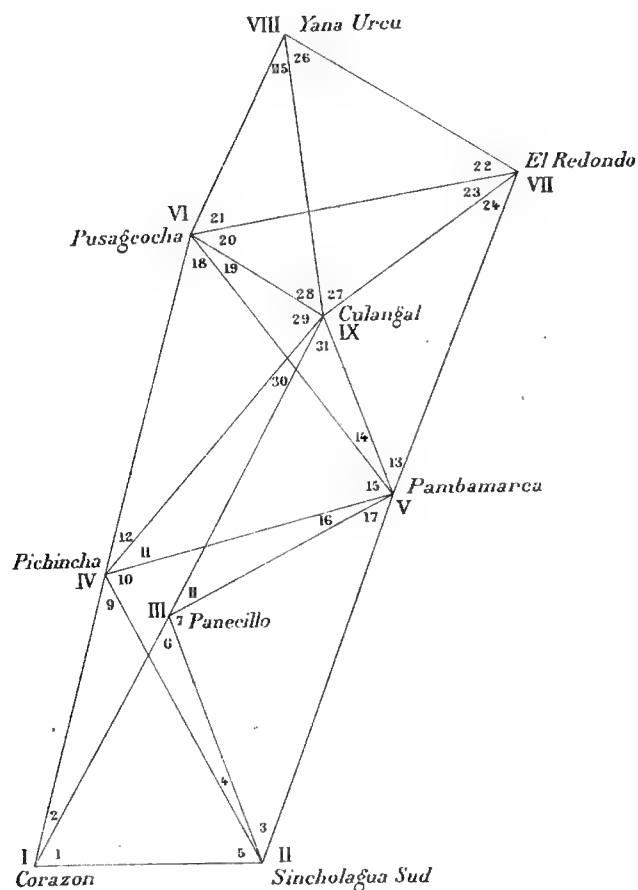 VIII Yana Urcu
26
115
El Redondo
22
VII
23
24
VI 21
Pusagcocha 20
18 19
28 27
Culangal
29 IX
31
30
14
13
15 Pambamarca
V
16 17
12
11
Pichincha
IV 10
9
11
III 7 Panecillo
6
4
2
3
I 1 5 II
Corazon Sincholagua Sud